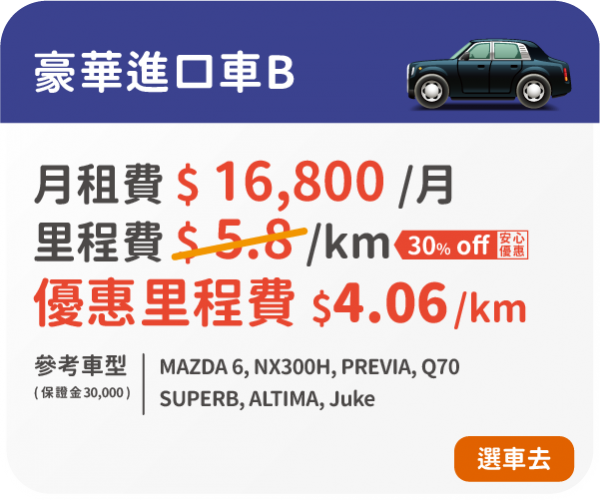 豪華進口車B
月租費 $ 16,800 /月
里程費 $ 5.8 /km 30% off 安心優惠
優惠里程費 $4.06/km
參考車型
(保證金30,000)
MAZDA 6, NX300H, PREVIA, Q70
SUPERB, ALTIMA, Juke
選車去